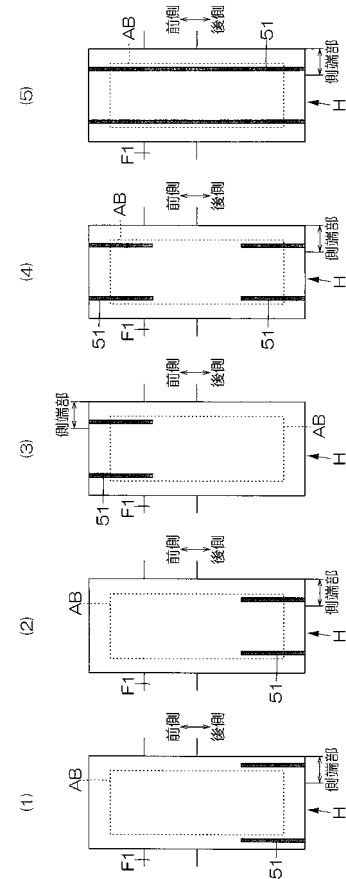 (1)
AB
F1
前側
後側
51
側端部
H
(2)
AB
F1
前側
後側
51
側端部
H
(3)
側端部
51
F1
前側
後側
AB
H
(4)
AB
51
F1
前側
後側
51
側端部
H
(5)
AB
F1
前側
後側
51
側端部
H